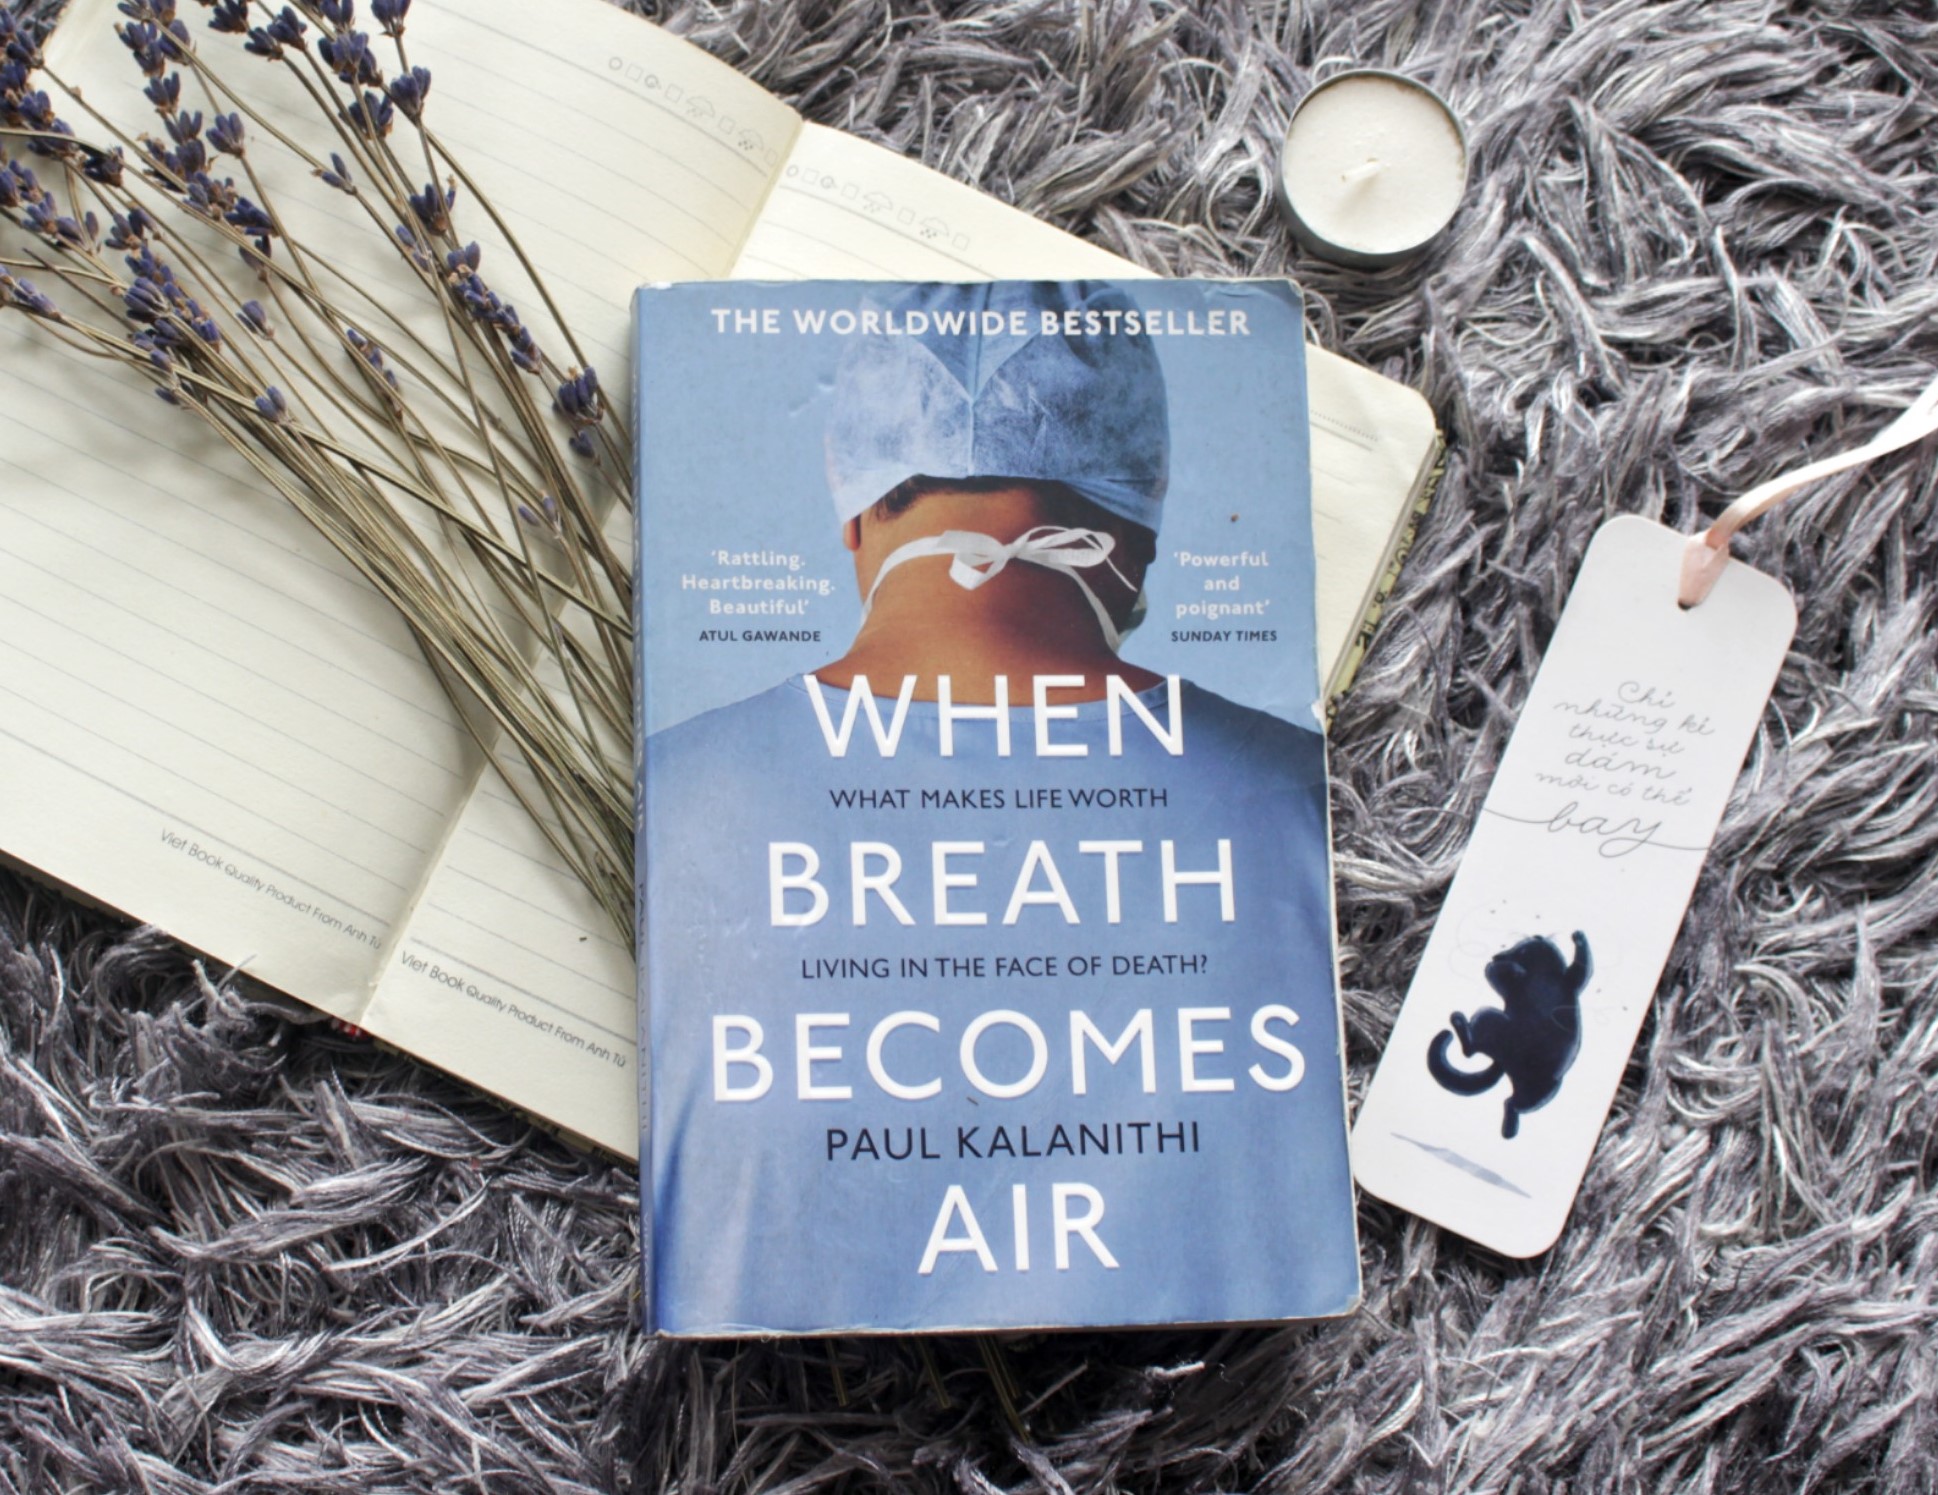 THE WORLDWIDE BESTSELLER
'Rattling.
Heartbreaking.
Beautiful'
ATUL GAWANDE
'Powerful
and
poignant'
SUNDAY TIMES
WHEN
WHAT MAKES LIFE WORTH
BREATH
LIVING IN THE FACE OF DEATH?
BECOMES
PAUL KALANITHI
AIR
Viet Book Quality Product From Anh Tú
Viet Book Quality Product From Anh Tú
Chỉ
những kẻ
thực sự
dám
mới có thể
bay